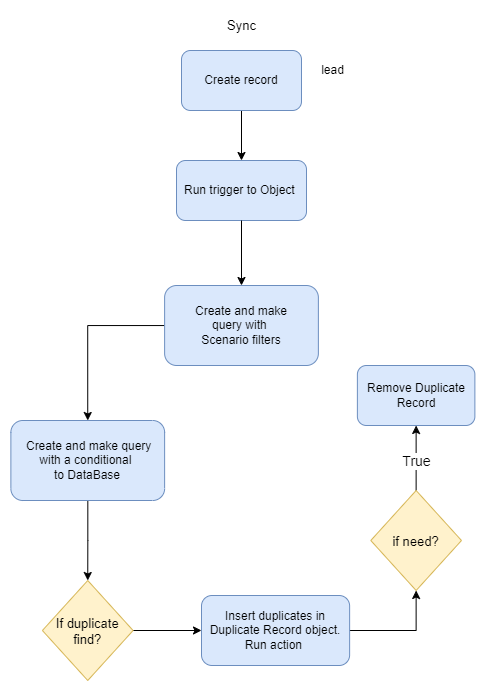 Sync
Create record
lead
Run trigger to Object
Create and make
query with
Scenario filters
Remove Duplicate
Record
Create and make query
with a conditional
to DataBase
True
if need?
If duplicate
find?
Insert duplicates in
Duplicate Record object.
Run action